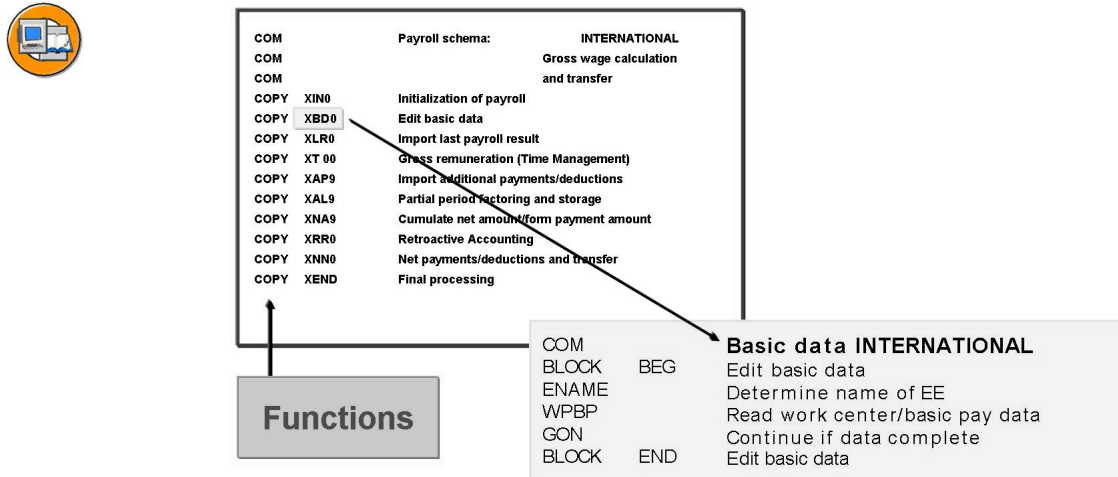 COM Payroll schema: INTERNATIONAL
COM Gross wage calculation
COM and transfer
COPY XIN0 Initialization of payroll
COPY XBD0 Edit basic data
COPY XLR0 Import last payroll result
COPY XT 00 Gross remuneration (Time Management)
COPY XAP9 Import additional payments/deductions
COPY XAL9 Partial period factoring and storage
COPY XNA9 Cumulate net amount/form payment amount
COPY XRR0 Retroactive Accounting
COPY XNN0 Net payments/deductions and transfer
COPY XEND Final processing
Functions
COM Basic data INTERNATIONAL
BLOCK BEG Edit basic data
ENAME Determine name of EE
WPBP Read work center/basic pay data
GON Continue if data complete
BLOCK END Edit basic data